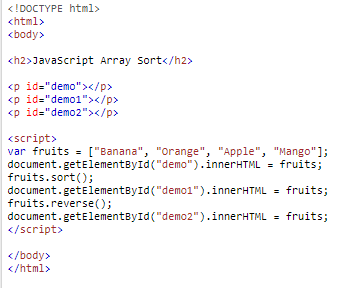 <!DOCTYPE html>
<html>
<body>
<h2>JavaScript Array Sort</h2>
<p id="demo"></p>
<p id="demo1"></p>
<p id="demo2"></p>
<script>
var fruits = ["Banana", "Orange", "Apple", "Mango"];
document.getElementById("demo").innerHTML = fruits;
fruits.sort();
document.getElementById("demo1").innerHTML = fruits;
fruits.reverse();
document.getElementById("demo2").innerHTML = fruits;
</script>
</body>
</html>